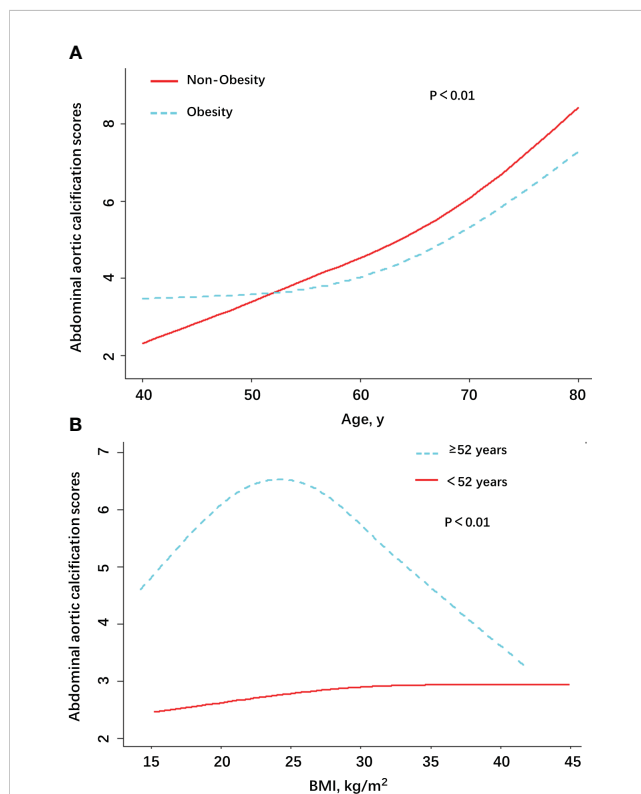 A
Non-Obesity
Obesity
P < 0.01
Abdominal aortic calcification scores
8
6
4
2
40 50 60 70 80
Age, y
B
≥52 years
< 52 years
P < 0.01
Abdominal aortic calcification scores
7
6
5
4
3
2
15 20 25 30 35 40 45
BMI, kg/m²